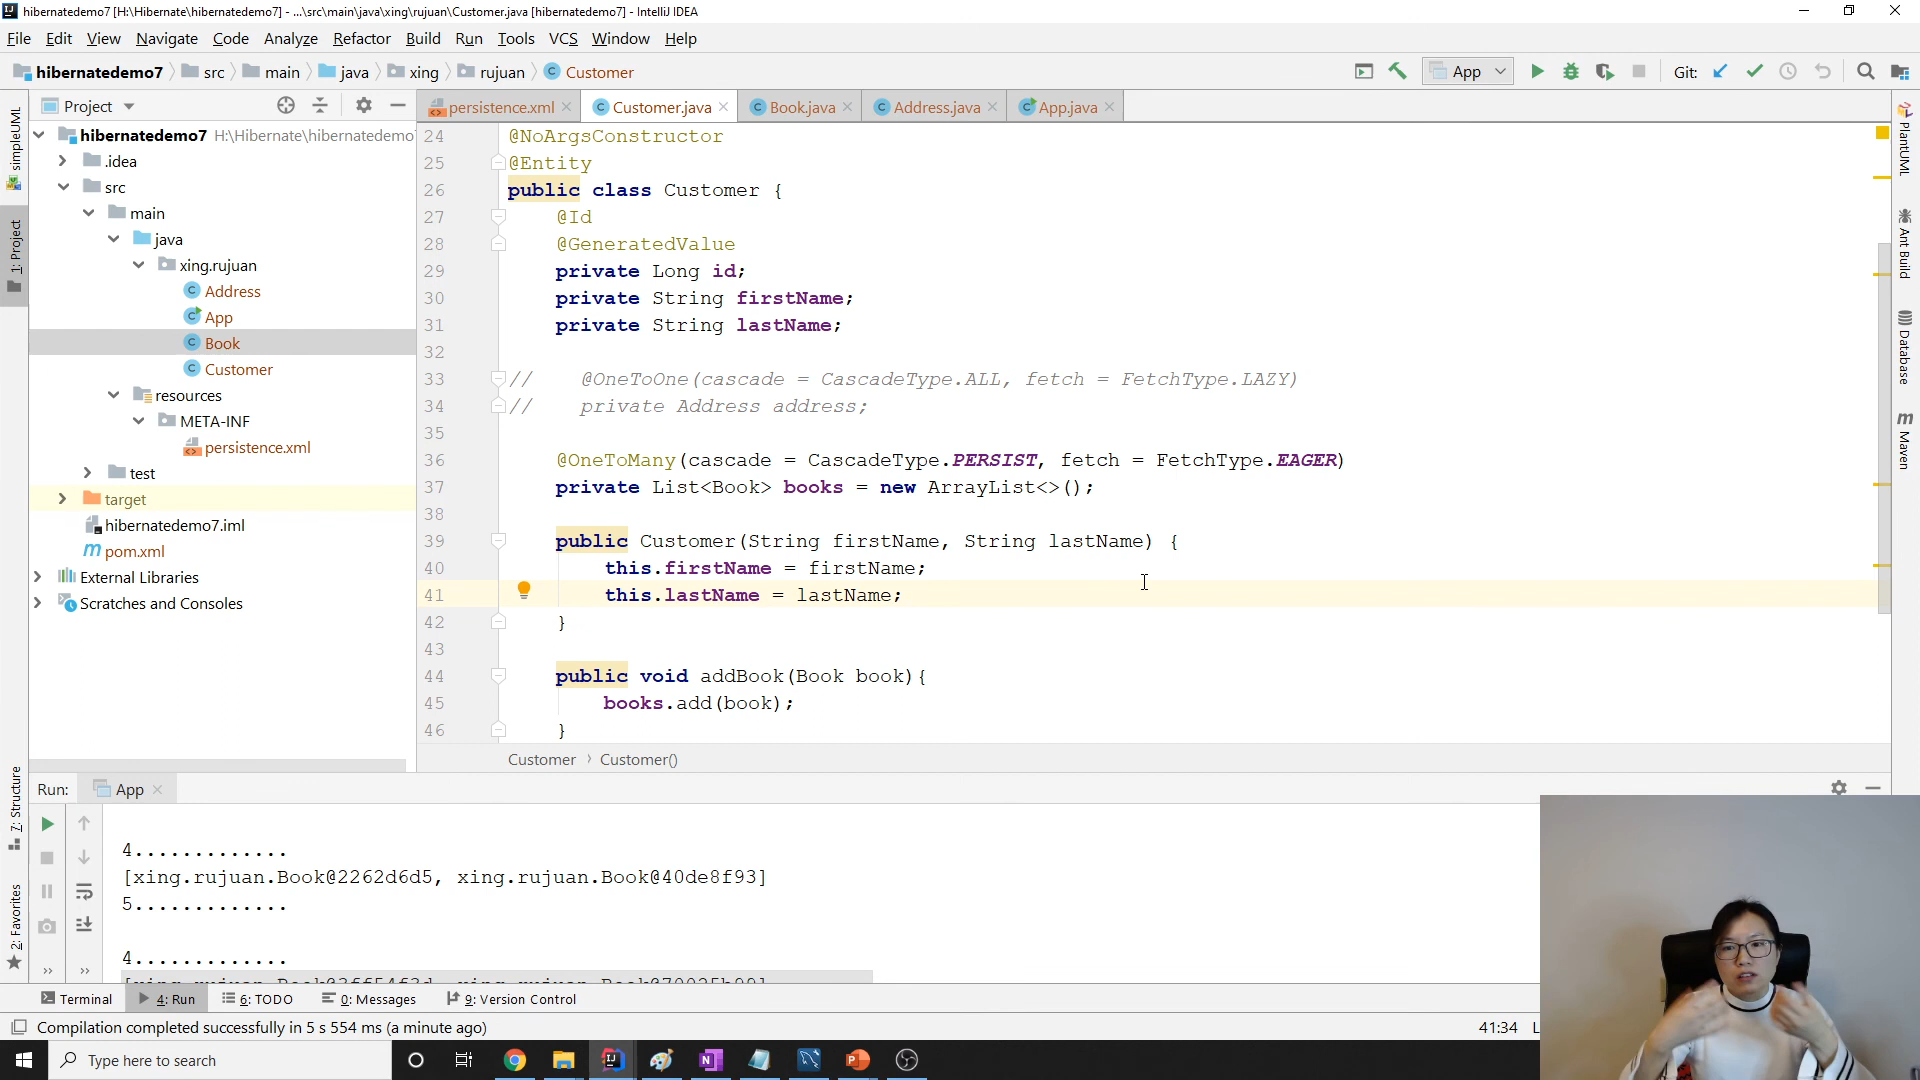 hibernatedemo7 [H:\Hibernate\hibernatedemo7] - ...\src\main\java\xing\rujuan\Customer.java [hibernatedemo7] - IntelliJ IDEA
File Edit View Navigate Code Analyze Refactor Build Run Tools VCS Window Help
hibernatedemo7 src main java xing rujuan Customer
App
Git:
Project
persistence.xml Customer.java Book.java Address.java App.java
hibernatedemo7 H:\Hibernate\hibernatedemo
.idea
src
main
java
xing.rujuan
Address
App
Book
Customer
resources
META-INF
persistence.xml
test
target
hibernatedemo7.iml
pom.xml
External Libraries
Scratches and Consoles
simpleUML
1: Project
7: Structure
2: Favorites
24 @NoArgsConstructor
25 @Entity
26 public class Customer {
27 @Id
28 @GeneratedValue
29 private Long id;
30 private String firstName;
31 private String lastName;
32
33 // @OneToOne(cascade = CascadeType.ALL, fetch = FetchType.LAZY)
34 // private Address address;
35
36 @OneToMany(cascade = CascadeType.PERSIST, fetch = FetchType.EAGER)
37 private List<Book> books = new ArrayList<>();
38
39 public Customer(String firstName, String lastName) {
40 this.firstName = firstName;
41 this.lastName = lastName;
42 }
43
44 public void addBook(Book book){
45 books.add(book);
46 }
Customer › Customer()
PlantUML
Ant Build
Database
Maven
Run: App
4.............
[xing.rujuan.Book@2262d6d5, xing.rujuan.Book@40de8f93]
5.............
4.............
Terminal 4: Run 6: TODO 0: Messages 9: Version Control
Compilation completed successfully in 5 s 554 ms (a minute ago)
41:34
Type here to search